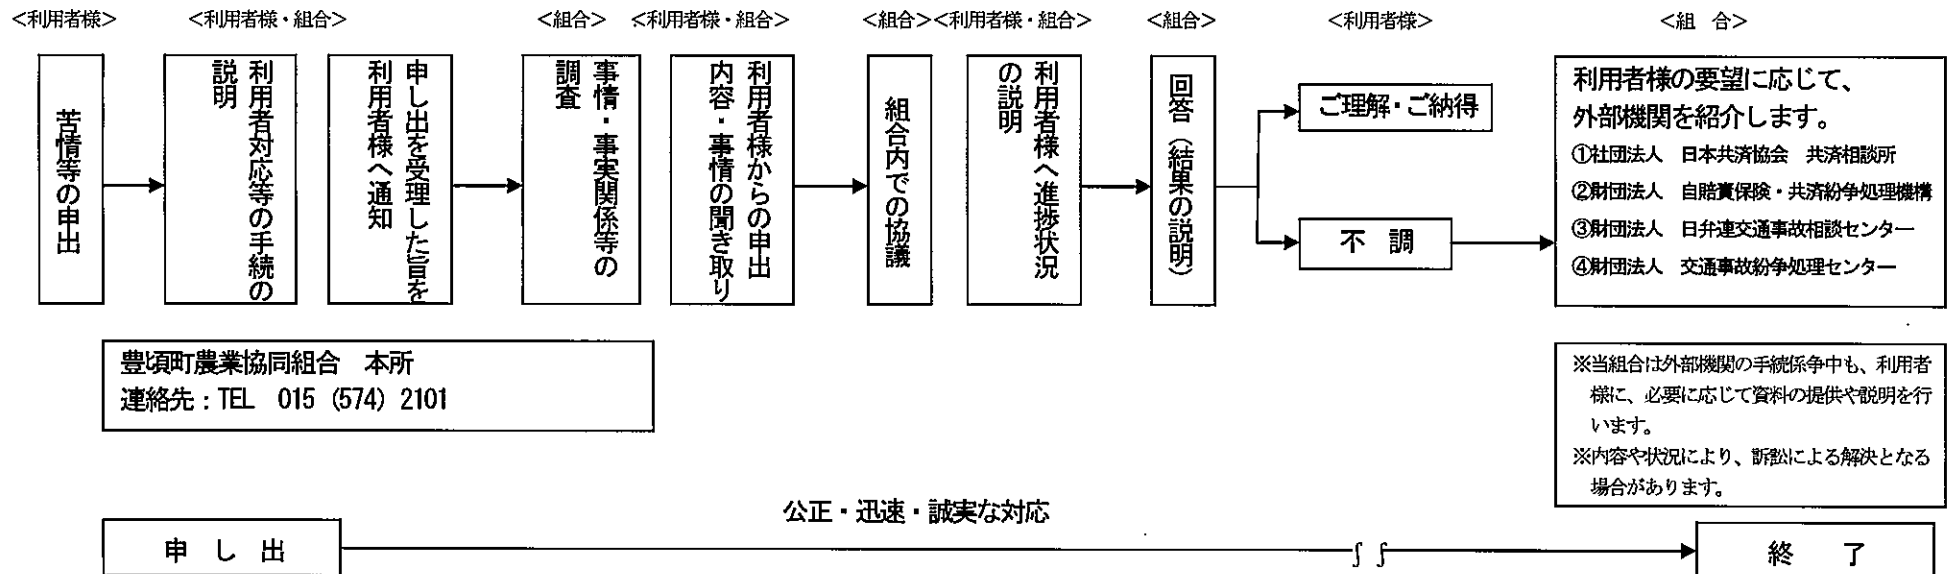 <利用者様>
<利用者様・組合>
<組合>
<利用者様・組合>
<組合>
<利用者様・組合>
<組合>
<利用者様>
<組　合>
苦情等の申出
利用者対応等の手続の
説明
申し出を受理した旨を
利用者様へ通知
事情・事実関係等の
調査
利用者様からの申出
内容・事情の聞き取り
組合内での協議
利用者様へ進捗状況
の説明
回答（結果の説明）
ご理解・ご納得
不　調
利用者様の要望に応じて、
外部機関を紹介します。
①社団法人　日本共済協会　共済相談所
②財団法人　自賠責保険・共済紛争処理機構
③財団法人　日弁連交通事故相談センター
④財団法人　交通事故紛争処理センター
豊頃町農業協同組合　本所
連絡先：TEL　015（574）2101
※当組合は外部機関の手続係争中も、利用者
様に、必要に応じて資料の提供や説明を行
います。
※内容や状況により、訴訟による解決となる
場合があります。
公正・迅速・誠実な対応
申　し　出
終　了